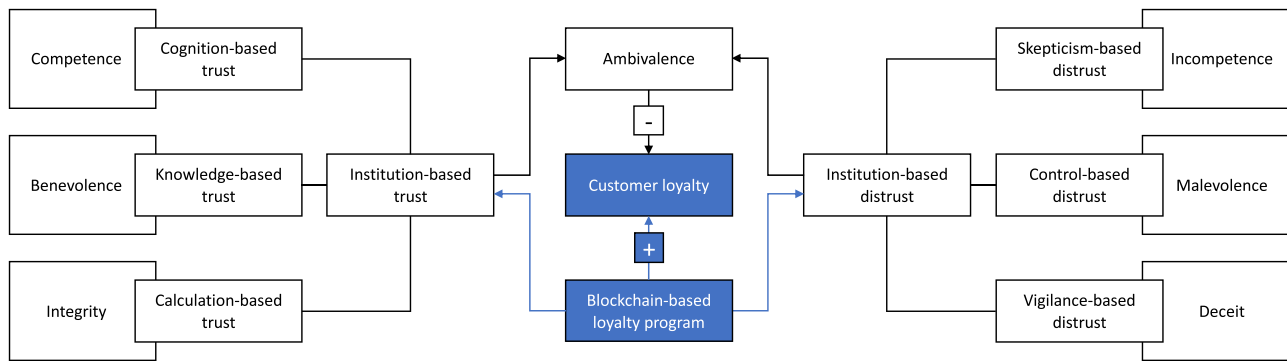 Competence
Cognition-based
trust
Ambivalence
Skepticism-based
distrust
Incompetence
-
Benevolence
Knowledge-based
trust
Institution-based
trust
Customer loyalty
Institution-based
distrust
Control-based
distrust
Malevolence
+
Integrity
Calculation-based
trust
Blockchain-based
loyalty program
Vigilance-based
distrust
Deceit